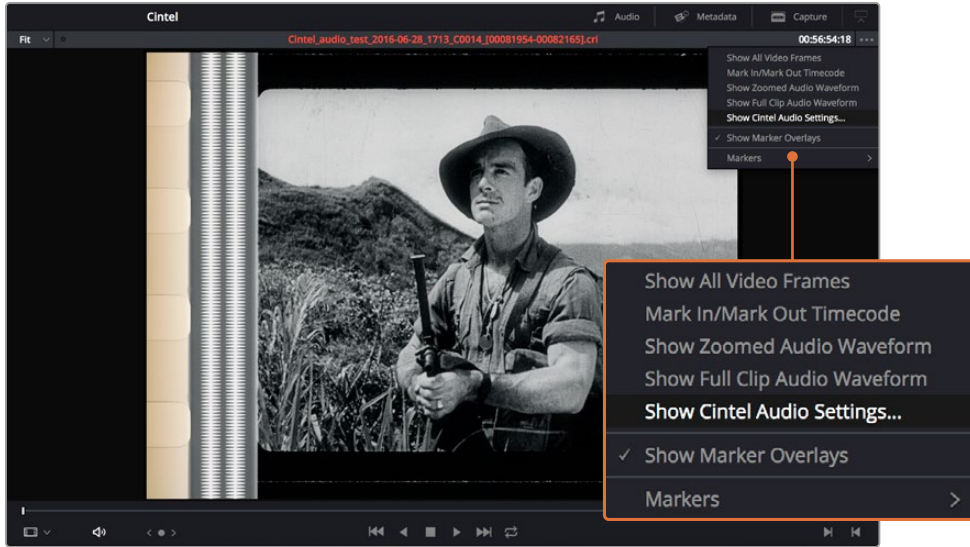 Cintel
Audio
Metadata
Capture
Fit
Cintel_audio_test_2016-06-28_1713_C0014_[00081954-00082165].cri
00:56:54:18
Show All Video Frames
Mark In/Mark Out Timecode
Show Zoomed Audio Waveform
Show Full Clip Audio Waveform
Show Cintel Audio Settings...
✓ Show Marker Overlays
Markers >
Show All Video Frames
Mark In/Mark Out Timecode
Show Zoomed Audio Waveform
Show Full Clip Audio Waveform
Show Cintel Audio Settings...
✓ Show Marker Overlays
Markers >